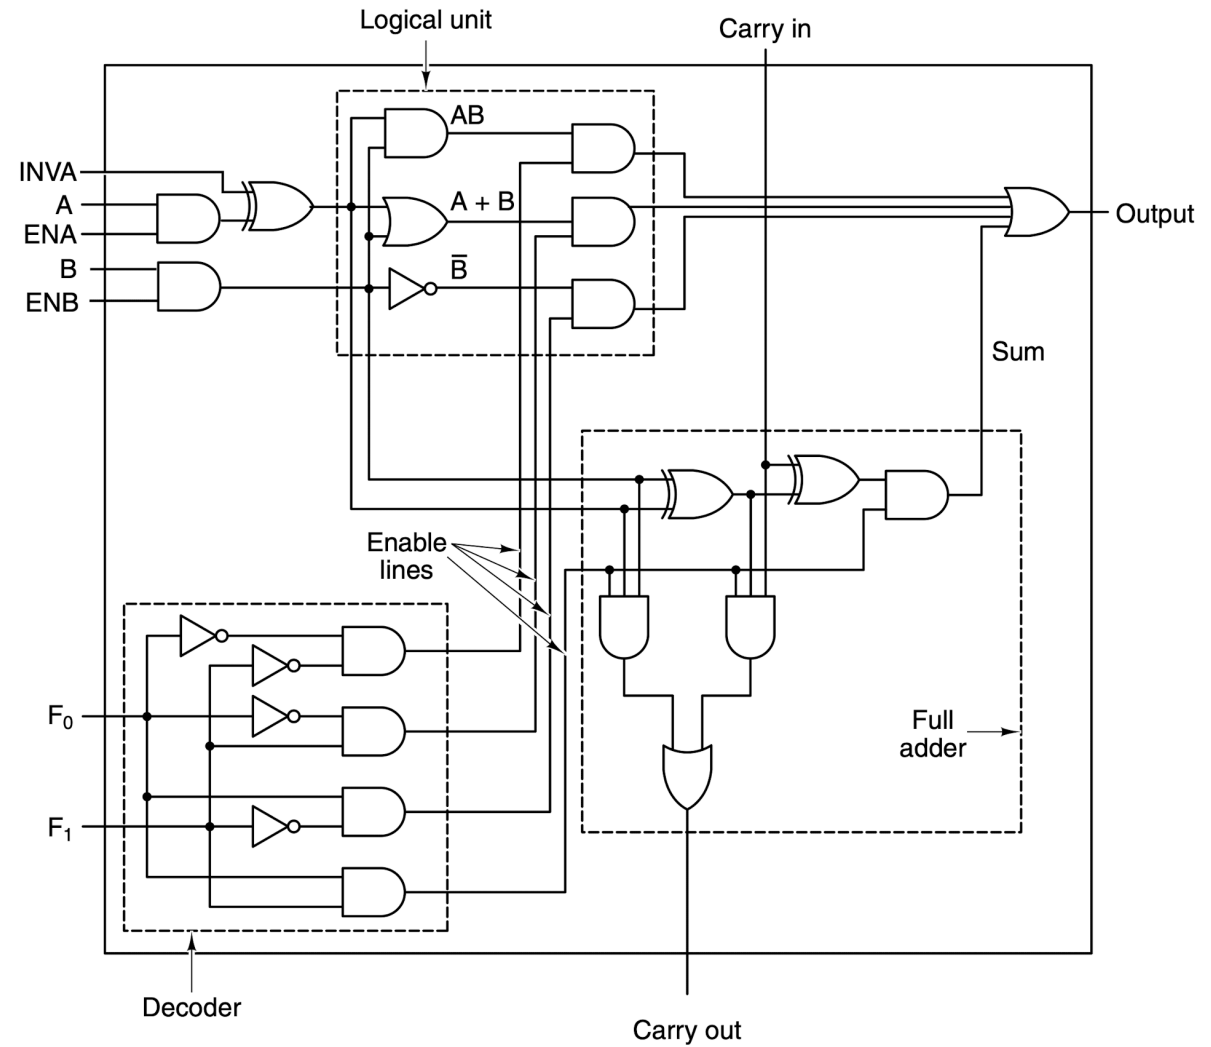 Logical unit
Carry in
INVA
A
ENA
B
ENB
AB
A + B
B̅
Output
Sum
Enable
lines
F₀
F₁
Full
adder
Decoder
Carry out